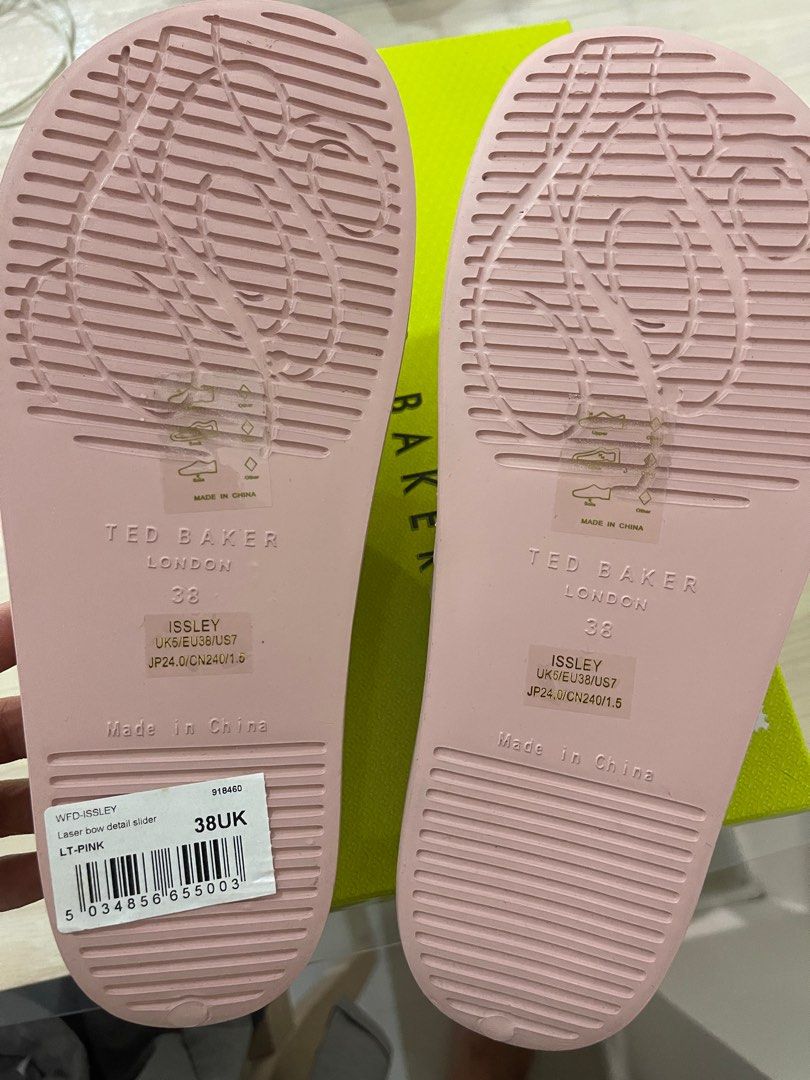 Other
MADE IN CHINA
TED BAKER
LONDON
38
ISSLEY
UK5/EU38/US7
JP24.0/CN240/1.5
Made in China
918460
WFD-ISSLEY
Laser bow detail slider
38UK
LT-PINK
5 034856 655003
BAKER
Other
MADE IN CHINA
TED BAKER
LONDON
38
ISSLEY
UK5/EU38/US7
JP24.0/CN240/1.5
Made in China